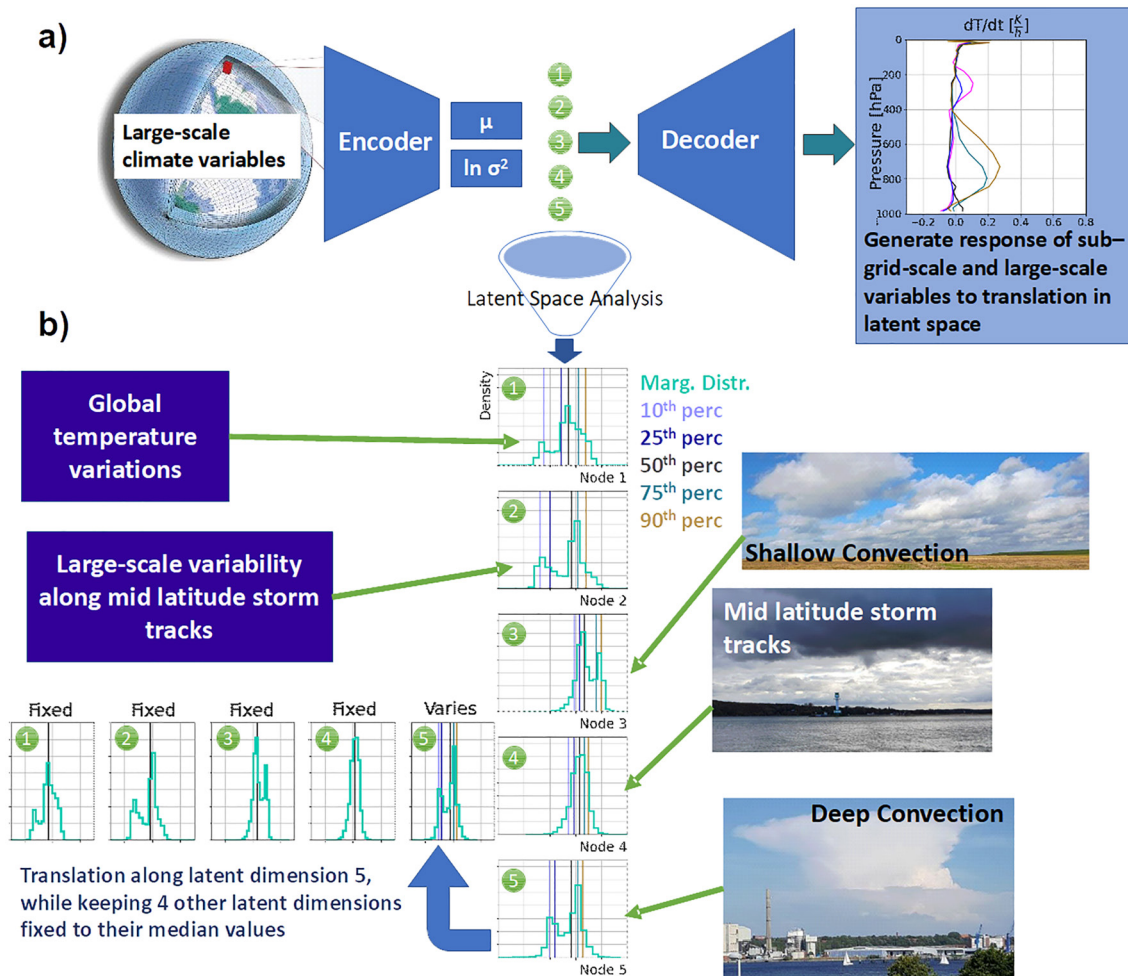 a)
Large-scale
climate variables
Encoder
μ
ln σ²
1
2
3
4
5
Decoder
dT/dt [K/h]
Pressure [hPa]
0
200
400
600
800
1000
−0.2 0.0 0.2 0.4 0.6 0.8
Generate response of sub–
grid-scale and large-scale
variables to translation in
latent space
Latent Space Analysis
b)
Global
temperature
variations
Large-scale variability
along mid latitude storm
tracks
Density
1
Node 1
2
Node 2
3
Node 3
4
Node 4
5
Node 5
Marg. Distr.
10th perc
25th perc
50th perc
75th perc
90th perc
Shallow Convection
Mid latitude storm
tracks
Deep Convection
Fixed Fixed Fixed Fixed Varies
1 2 3 4 5
Translation along latent dimension 5,
while keeping 4 other latent dimensions
fixed to their median values